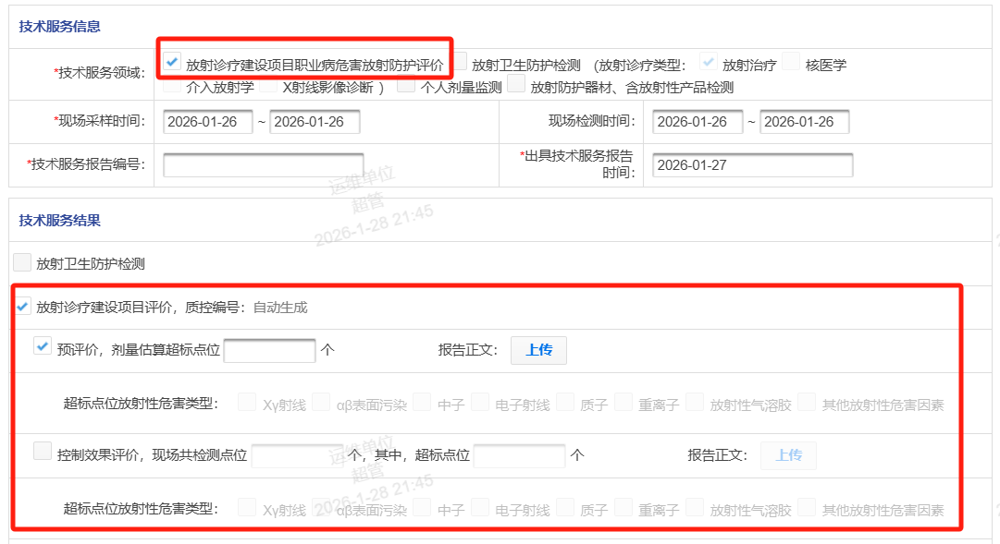 技术服务信息
*技术服务领域： 放射诊疗建设项目职业病危害放射防护评价 放射卫生防护检测 （放射诊疗类型： 放射治疗 核医学
介入放射学 X射线影像诊断 ） 个人剂量监测 放射防护器材、含放射性产品检测
*现场采样时间： 2026-01-26 ~ 2026-01-26 现场检测时间： 2026-01-26 ~ 2026-01-26
*技术服务报告编号： *出具技术服务报告
时间： 2026-01-27
运维单位
超管
2026-1-28 21:45
技术服务结果
放射卫生防护检测
放射诊疗建设项目评价，质控编号：自动生成
预评价，剂量估算超标点位 个 报告正文： 上传
超标点位放射性危害类型： Xγ射线 αβ表面污染 中子 电子射线 质子 重离子 放射性气溶胶 其他放射性危害因素
控制效果评价，现场共检测点位 个，其中，超标点位 个 报告正文： 上传
运维单位
超管
2026-1-28 21:45
超标点位放射性危害类型： Xγ射线 αβ表面污染 中子 电子射线 质子 重离子 放射性气溶胶 其他放射性危害因素